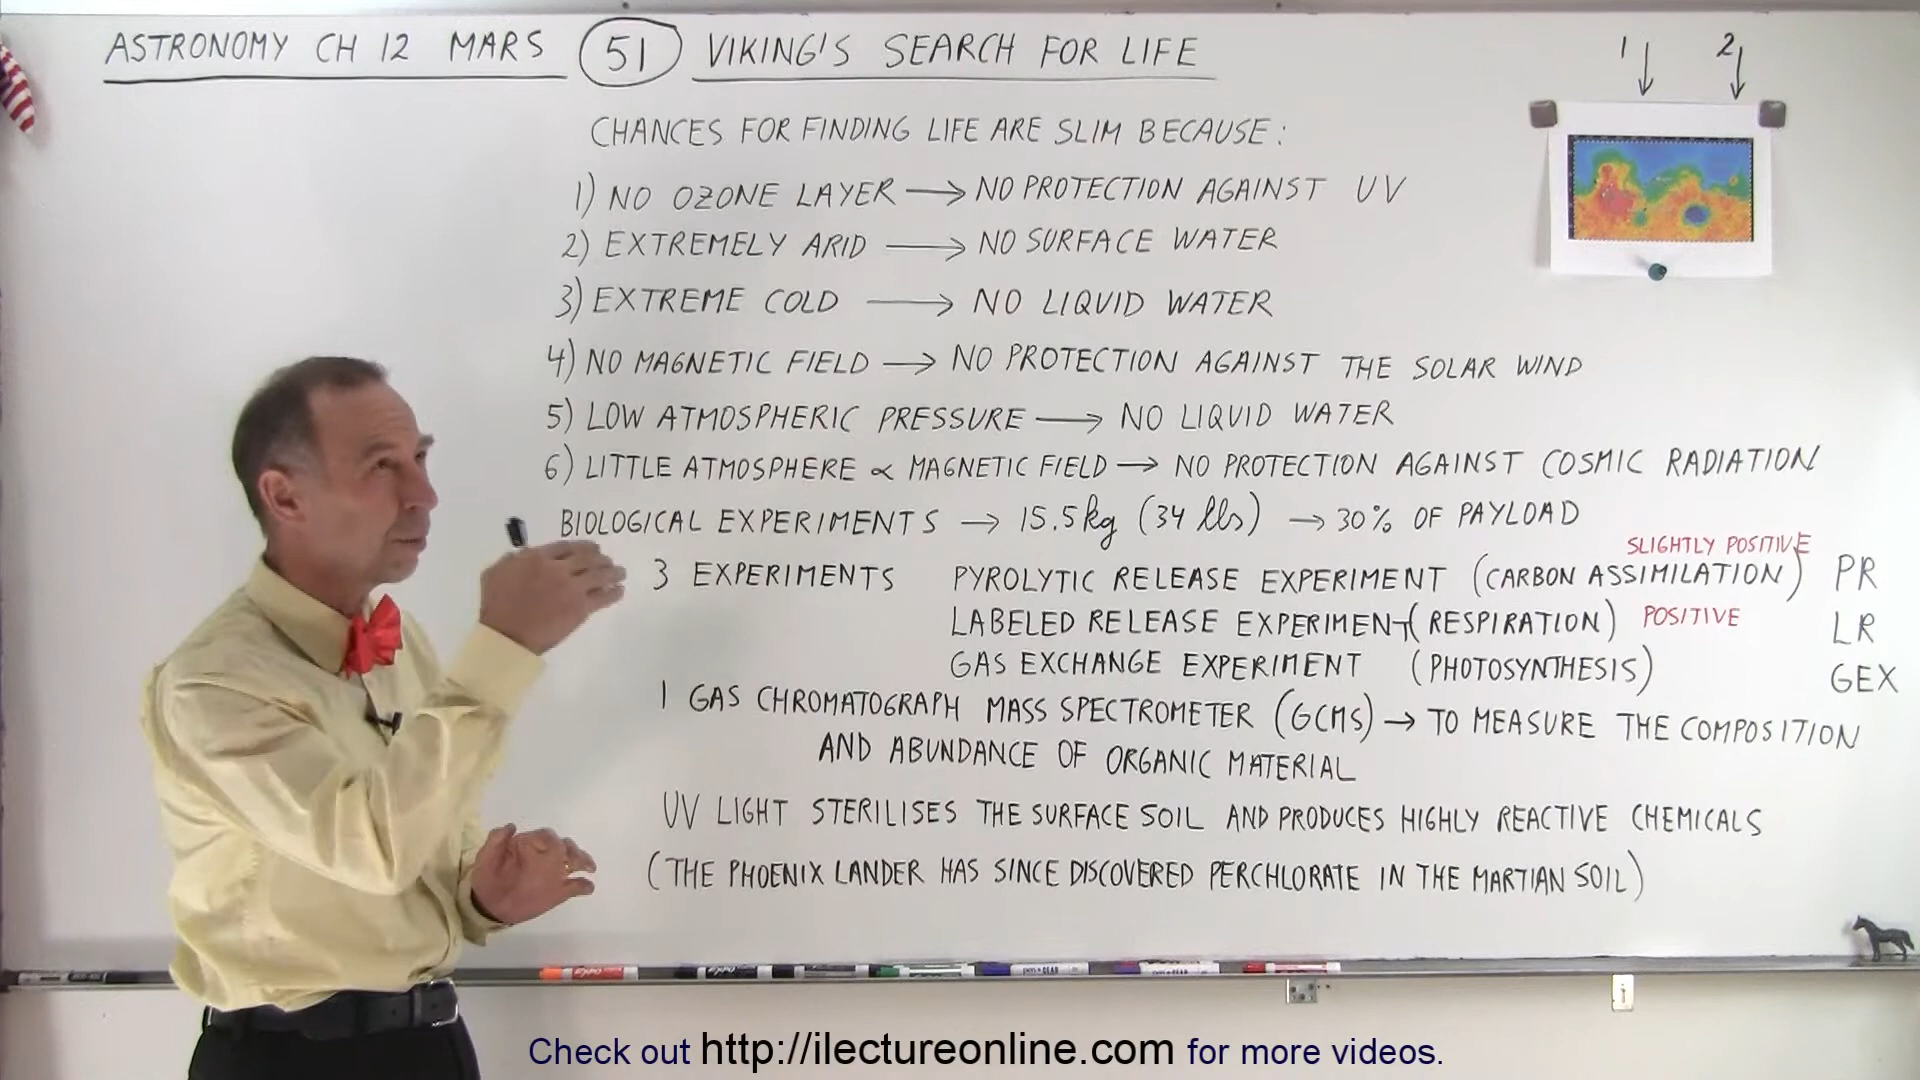 ASTRONOMY CH 12 MARS 51 VIKING'S SEARCH FOR LIFE
1 2
CHANCES FOR FINDING LIFE ARE SLIM BECAUSE:
1) NO OZONE LAYER → NO PROTECTION AGAINST UV
2) EXTREMELY ARID → NO SURFACE WATER
3) EXTREME COLD → NO LIQUID WATER
4) NO MAGNETIC FIELD → NO PROTECTION AGAINST THE SOLAR WIND
5) LOW ATMOSPHERIC PRESSURE → NO LIQUID WATER
6) LITTLE ATMOSPHERE ∝ MAGNETIC FIELD → NO PROTECTION AGAINST COSMIC RADIATION
BIOLOGICAL EXPERIMENTS → 15.5kg (34 lbs) → 30% OF PAYLOAD
SLIGHTLY POSITIVE
3 EXPERIMENTS PYROLYTIC RELEASE EXPERIMENT (CARBON ASSIMILATION) PR
LABELED RELEASE EXPERIMENT (RESPIRATION) POSITIVE LR
GAS EXCHANGE EXPERIMENT (PHOTOSYNTHESIS) GEX
1 GAS CHROMATOGRAPH MASS SPECTROMETER (GCMS) → TO MEASURE THE COMPOSITION
AND ABUNDANCE OF ORGANIC MATERIAL
UV LIGHT STERILISES THE SURFACE SOIL AND PRODUCES HIGHLY REACTIVE CHEMICALS
(THE PHOENIX LANDER HAS SINCE DISCOVERED PERCHLORATE IN THE MARTIAN SOIL)
Check out http://ilectureonline.com for more videos.